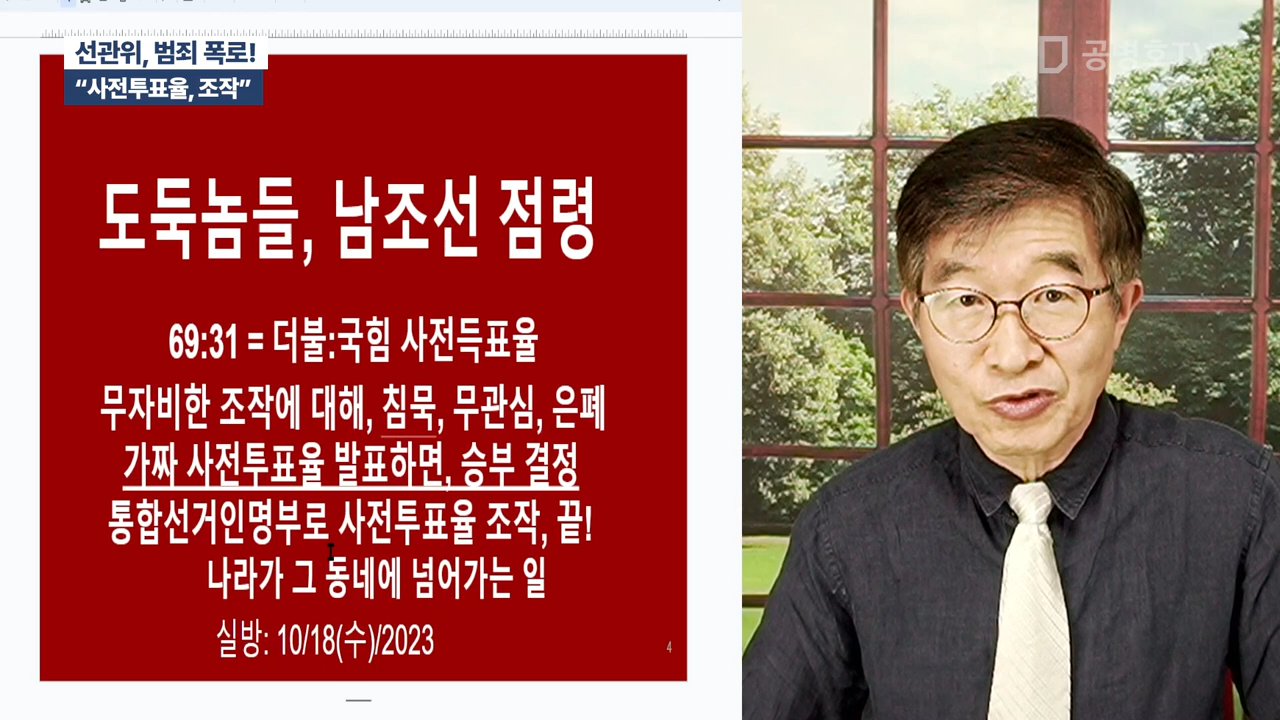 선관위, 범죄 폭로!
“사전투표율, 조작”
도둑놈들, 남조선 점령
69:31 = 더불:국힘 사전득표율
무자비한 조작에 대해, 침묵, 무관심, 은폐
가짜 사전투표율 발표하면, 승부 결정
통합선거인명부로 사전투표율 조작, 끝!
나라가 그 동네에 넘어가는 일
실방: 10/18(수)/2023
4
공병호TV